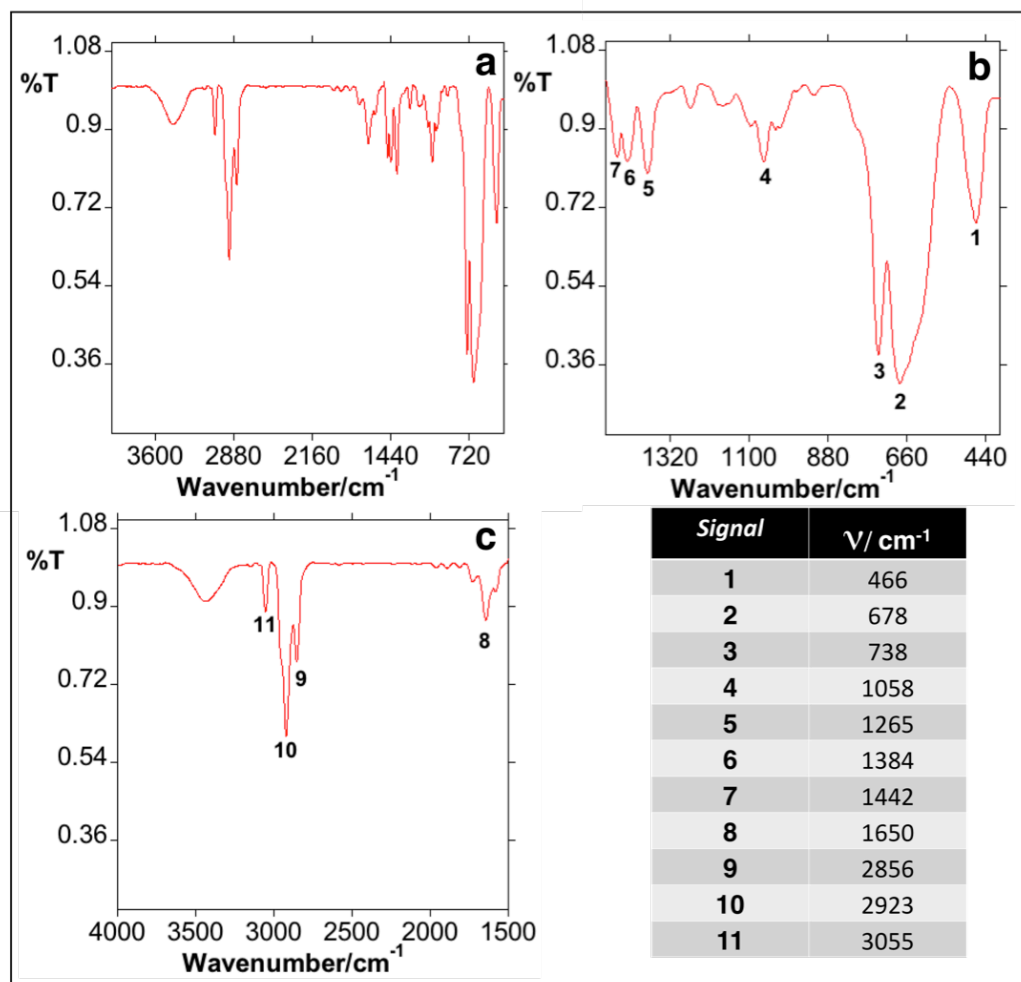 1.08
%T
a
0.9
0.72
0.54
0.36
3600 2880 2160 1440 720
Wavenumber/cm-1
1.08
%T
b
0.9
0.72
0.54
0.36
7 6 5 4 3 2 1
1320 1100 880 660 440
Wavenumber/cm-1
1.08
%T
c
0.9
0.72
0.54
0.36
11 10 9 8
4000 3500 3000 2500 2000 1500
Wavenumber/cm-1
Signal ν/ cm-1
1 466
2 678
3 738
4 1058
5 1265
6 1384
7 1442
8 1650
9 2856
10 2923
11 3055